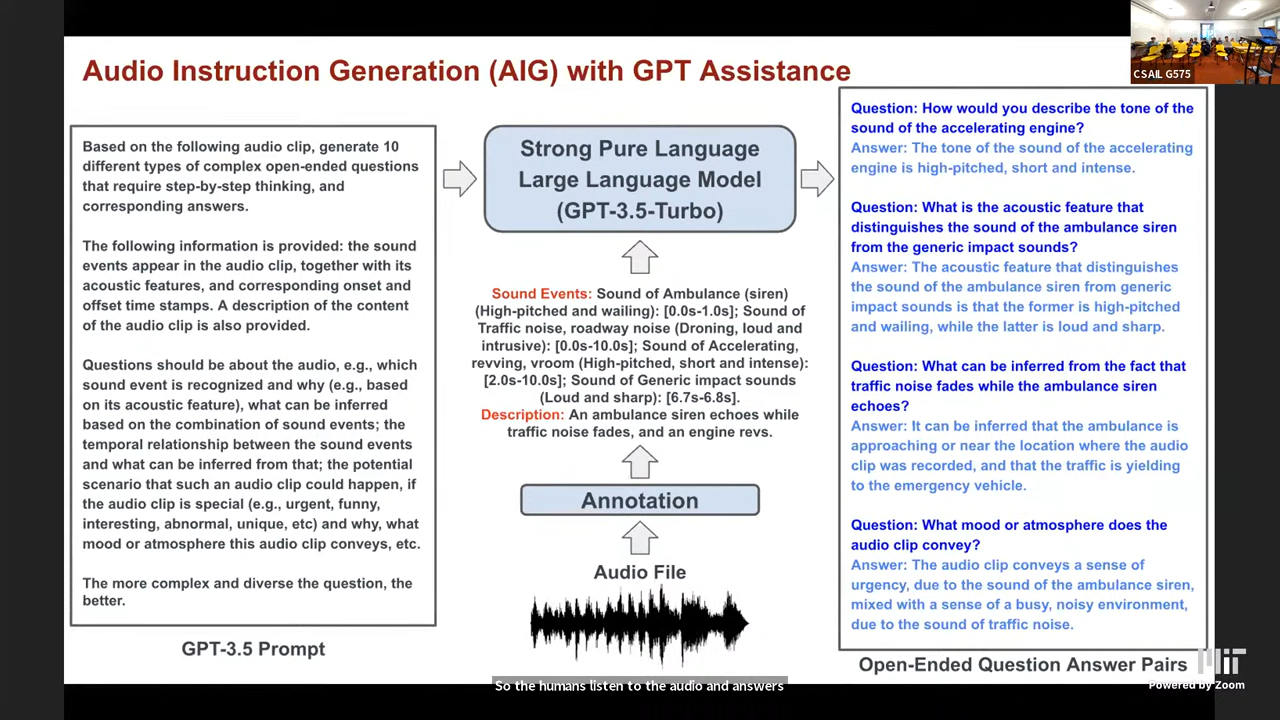 Audio Instruction Generation (AIG) with GPT Assistance
CSAIL G575
Based on the following audio clip, generate 10
different types of complex open-ended questions
that require step-by-step thinking, and
corresponding answers.
The following information is provided: the sound
events appear in the audio clip, together with its
acoustic features, and corresponding onset and
offset time stamps. A description of the content
of the audio clip is also provided.
Questions should be about the audio, e.g., which
sound event is recognized and why (e.g., based
on its acoustic feature), what can be inferred
based on the combination of sound events; the
temporal relationship between the sound events
and what can be inferred from that; the potential
scenario that such an audio clip could happen, if
the audio clip is special (e.g., urgent, funny,
interesting, abnormal, unique, etc) and why, what
mood or atmosphere this audio clip conveys, etc.
The more complex and diverse the question, the
better.
GPT-3.5 Prompt
Strong Pure Language
Large Language Model
(GPT-3.5-Turbo)
Sound Events: Sound of Ambulance (siren)
(High-pitched and wailing): [0.0s-1.0s]; Sound of
Traffic noise, roadway noise (Droning, loud and
intrusive): [0.0s-10.0s]; Sound of Accelerating,
revving, vroom (High-pitched, short and intense):
[2.0s-10.0s]; Sound of Generic impact sounds
(Loud and sharp): [6.7s-6.8s].
Description: An ambulance siren echoes while
traffic noise fades, and an engine revs.
Annotation
Audio File
Question: How would you describe the tone of the
sound of the accelerating engine?
Answer: The tone of the sound of the accelerating
engine is high-pitched, short and intense.
Question: What is the acoustic feature that
distinguishes the sound of the ambulance siren
from the generic impact sounds?
Answer: The acoustic feature that distinguishes
the sound of the ambulance siren from generic
impact sounds is that the former is high-pitched
and wailing, while the latter is loud and sharp.
Question: What can be inferred from the fact that
traffic noise fades while the ambulance siren
echoes?
Answer: It can be inferred that the ambulance is
approaching or near the location where the audio
clip was recorded, and that the traffic is yielding
to the emergency vehicle.
Question: What mood or atmosphere does the
audio clip convey?
Answer: The audio clip conveys a sense of
urgency, due to the sound of the ambulance siren,
mixed with a sense of a busy, noisy environment,
due to the sound of traffic noise.
Open-Ended Question Answer Pairs
MIT
Powered by Zoom
So the humans listen to the audio and answers